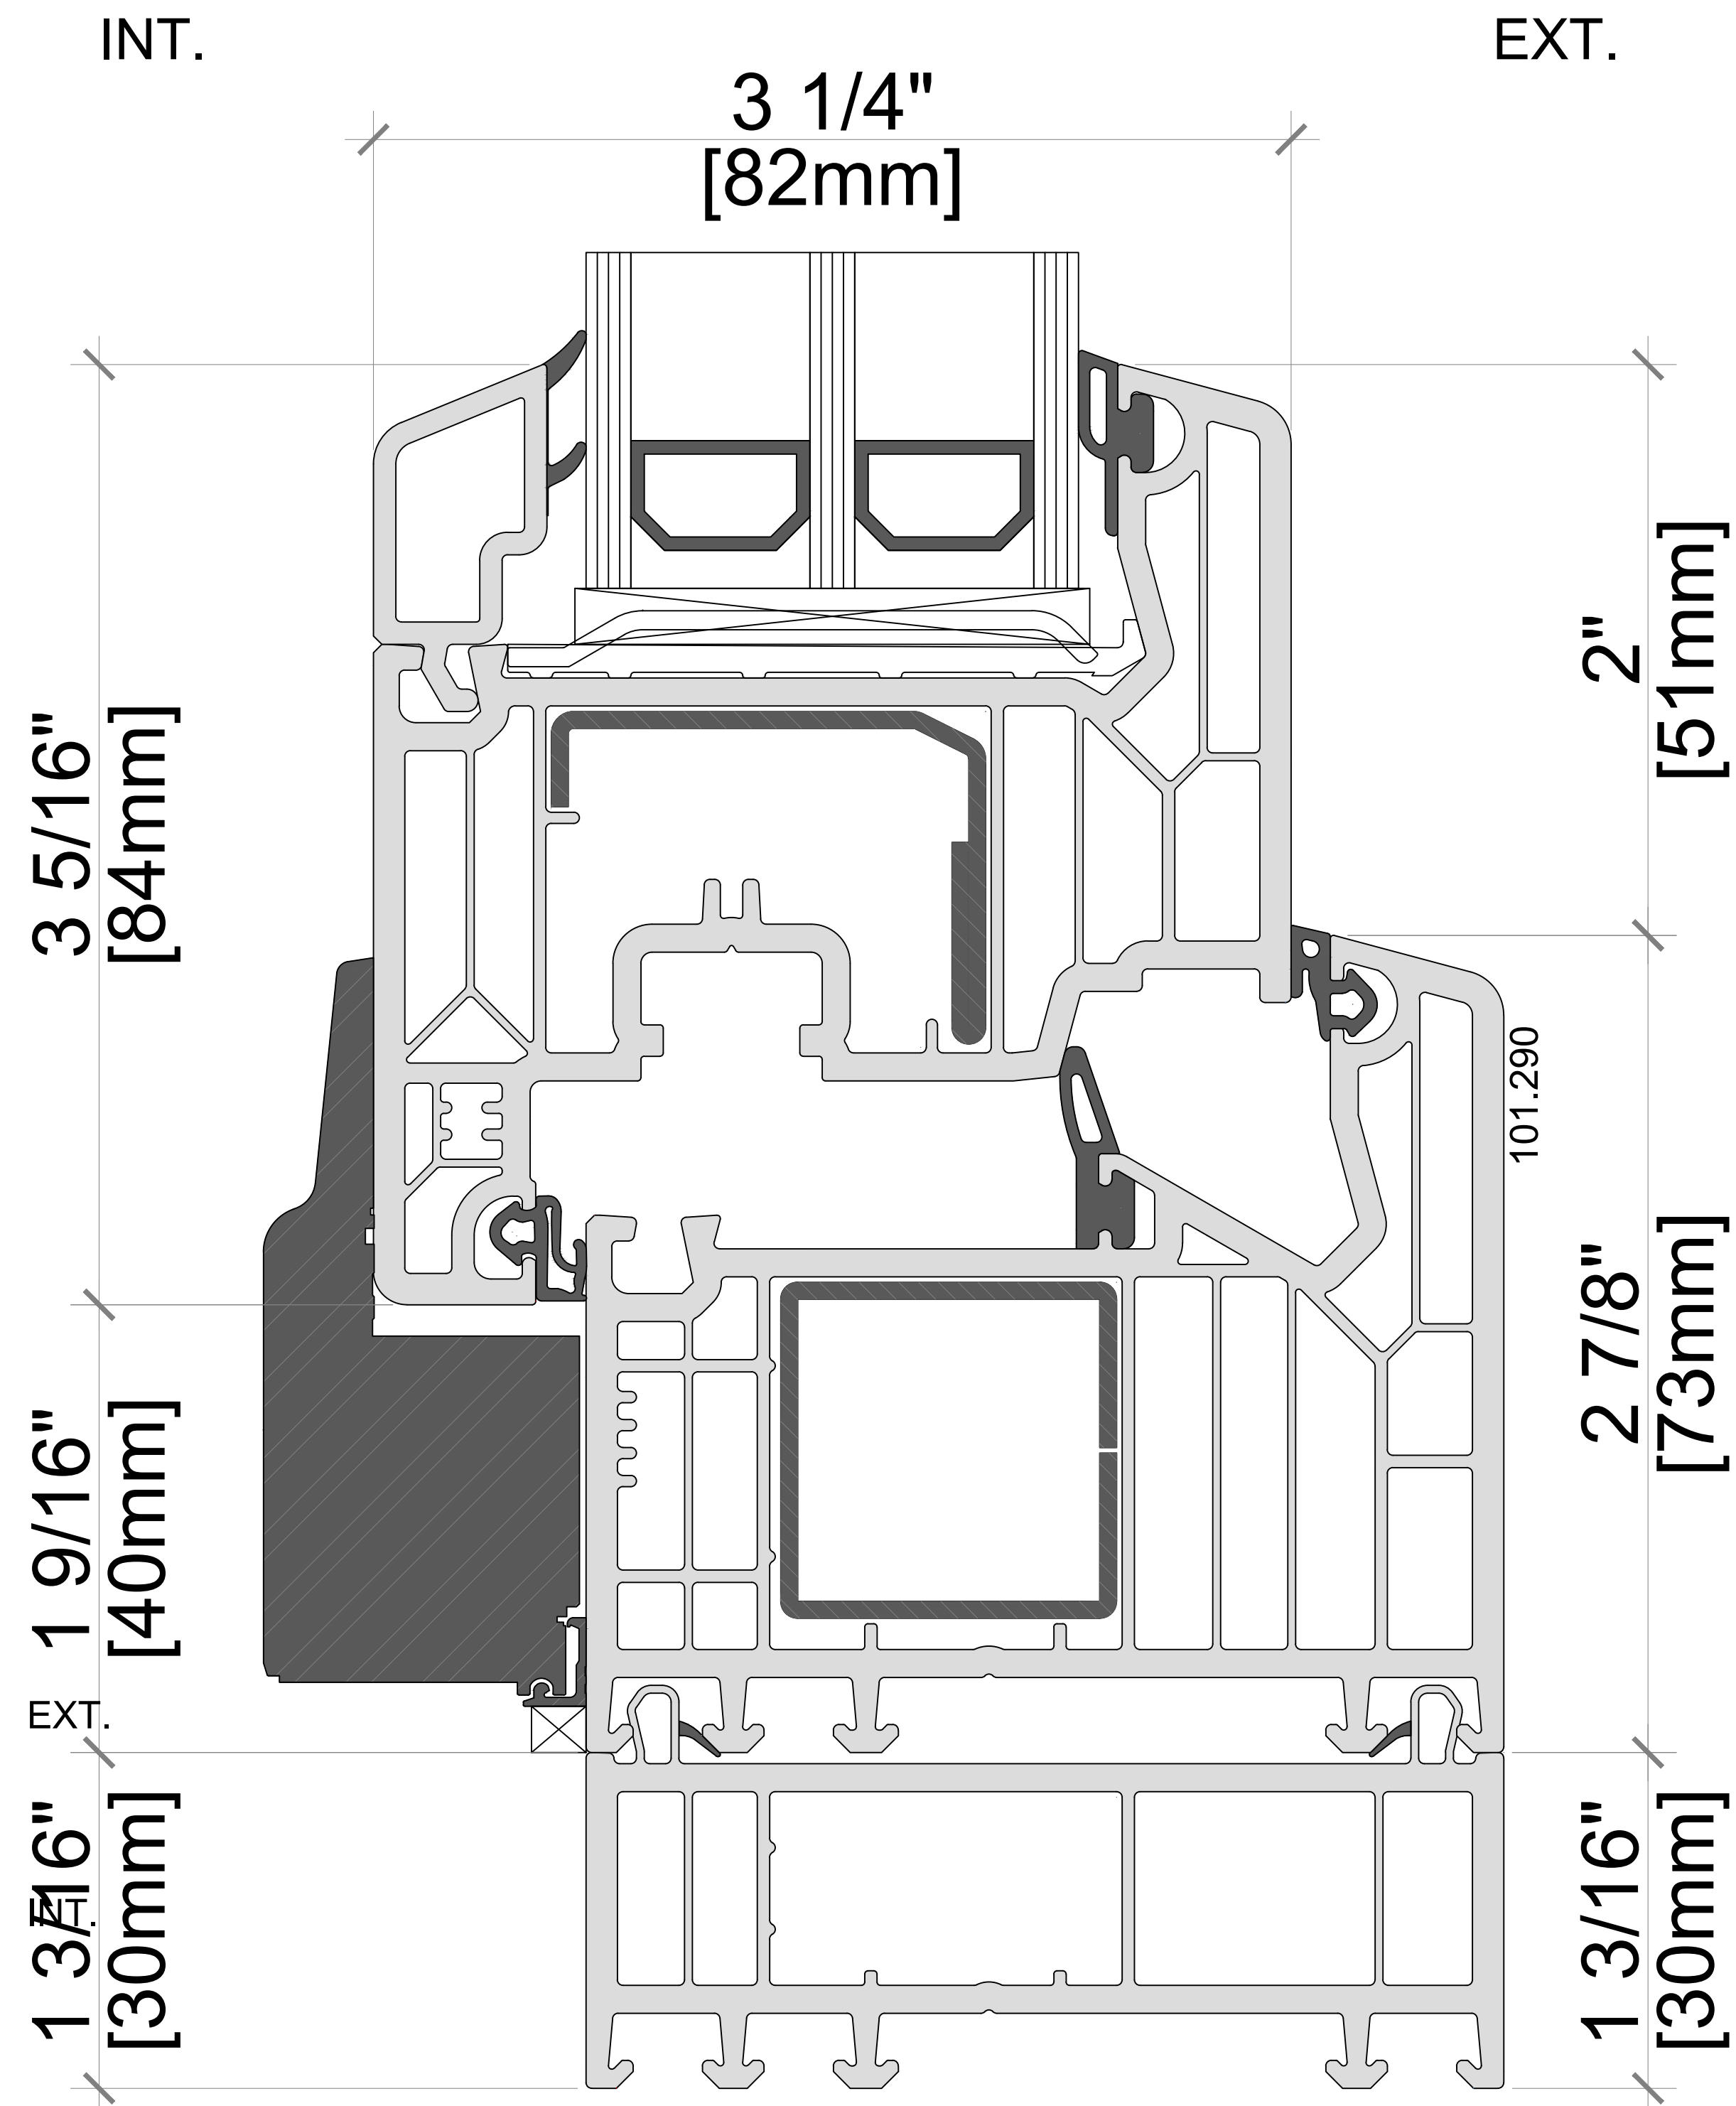 INT.
EXT.
3 1/4"
[82mm]
3 5/16"
[84mm]
2"
[51mm]
101.290
2 7/8"
[73mm]
1 9/16"
[40mm]
EXT.
1 3/16"
[30mm]
INT.
1 3/16"
[30mm]